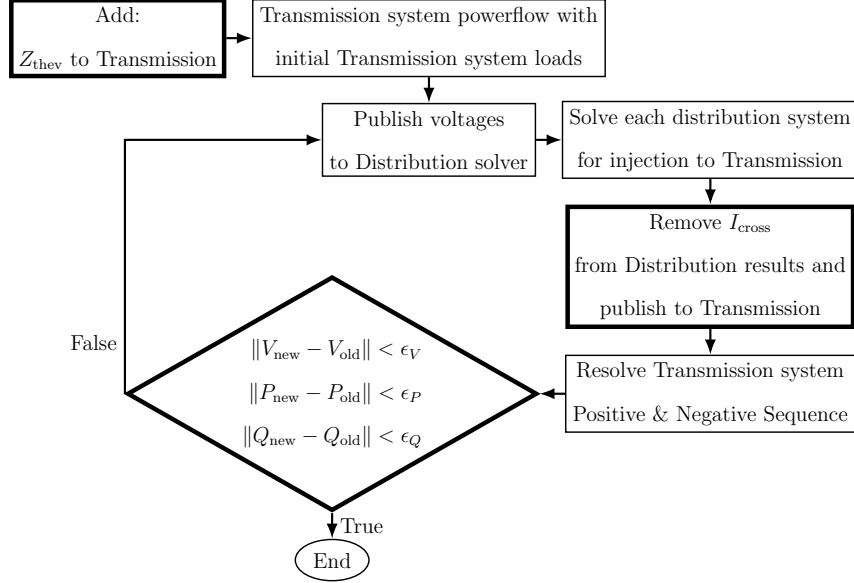 Add:
Z_thev to Transmission
Transmission system powerflow with
initial Transmission system loads
Publish voltages
to Distribution solver
Solve each distribution system
for injection to Transmission
Remove I_cross
from Distribution results and
publish to Transmission
Resolve Transmission system
Positive & Negative Sequence
‖V_new − V_old‖ < ϵ_V
‖P_new − P_old‖ < ϵ_P
‖Q_new − Q_old‖ < ϵ_Q
False
True
End